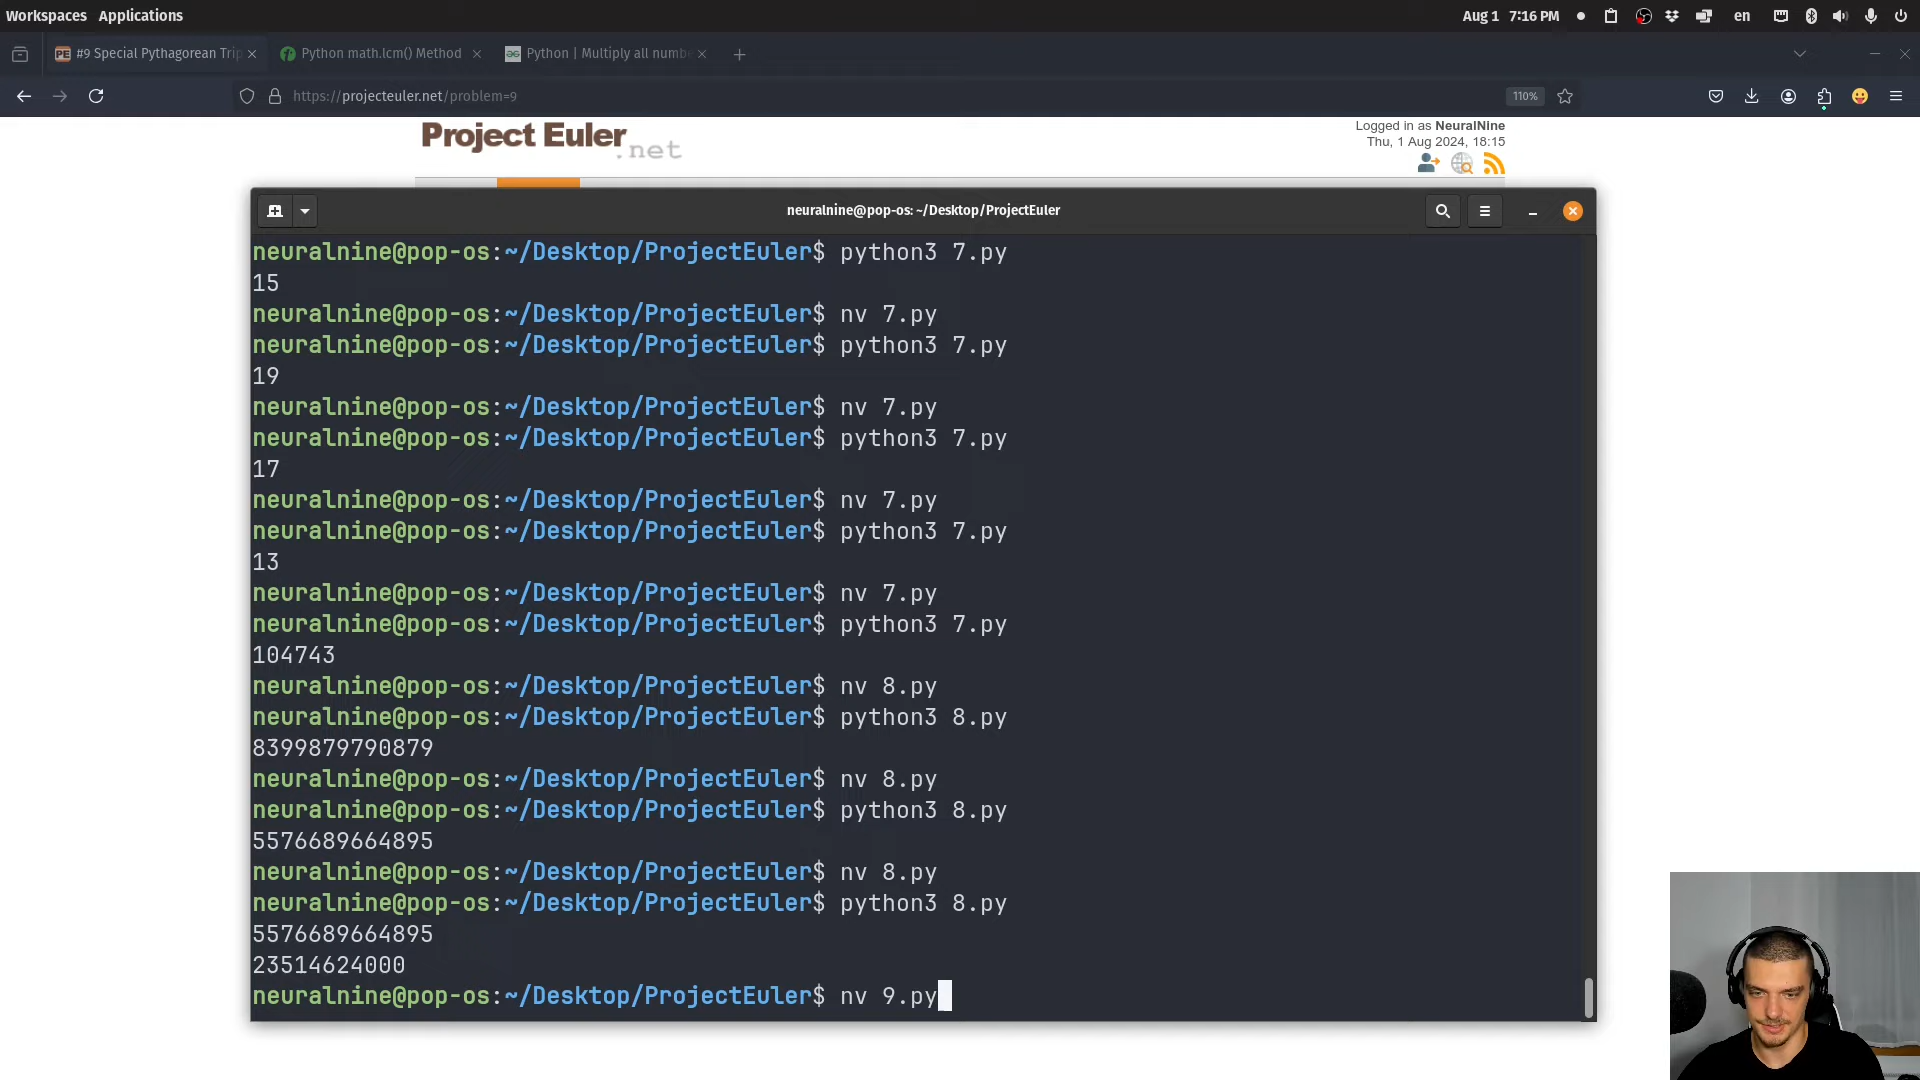 Workspaces Applications
Aug 1 7:16 PM
en
#9 Special Pythagorean Trip
Python math.lcm() Method
Python | Multiply all numbe
https://projecteuler.net/problem=9
110%
Project Euler
.net
Logged in as NeuralNine
Thu, 1 Aug 2024, 18:15
neuralnine@pop-os: ~/Desktop/ProjectEuler
neuralnine@pop-os:~/Desktop/ProjectEuler$ python3 7.py
15
neuralnine@pop-os:~/Desktop/ProjectEuler$ nv 7.py
neuralnine@pop-os:~/Desktop/ProjectEuler$ python3 7.py
19
neuralnine@pop-os:~/Desktop/ProjectEuler$ nv 7.py
neuralnine@pop-os:~/Desktop/ProjectEuler$ python3 7.py
17
neuralnine@pop-os:~/Desktop/ProjectEuler$ nv 7.py
neuralnine@pop-os:~/Desktop/ProjectEuler$ python3 7.py
13
neuralnine@pop-os:~/Desktop/ProjectEuler$ nv 7.py
neuralnine@pop-os:~/Desktop/ProjectEuler$ python3 7.py
104743
neuralnine@pop-os:~/Desktop/ProjectEuler$ nv 8.py
neuralnine@pop-os:~/Desktop/ProjectEuler$ python3 8.py
8399879790879
neuralnine@pop-os:~/Desktop/ProjectEuler$ nv 8.py
neuralnine@pop-os:~/Desktop/ProjectEuler$ python3 8.py
5576689664895
neuralnine@pop-os:~/Desktop/ProjectEuler$ nv 8.py
neuralnine@pop-os:~/Desktop/ProjectEuler$ python3 8.py
5576689664895
23514624000
neuralnine@pop-os:~/Desktop/ProjectEuler$ nv 9.py